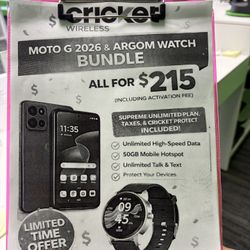 cricket
WIRELESS
MOTO G 2026 & ARGOM WATCH
BUNDLE
ALL FOR $215
(INCLUDING ACTIVATION FEE)
SUPREME UNLIMITED PLAN,
TAXES, & CRICKET PROTECT
INCLUDED!
Unlimited High-Speed Data
50GB Mobile Hotspot
Unlimited Talk & Text
Protect Your Devices
09:35
LIMITED
TIME
OFFER
09
45